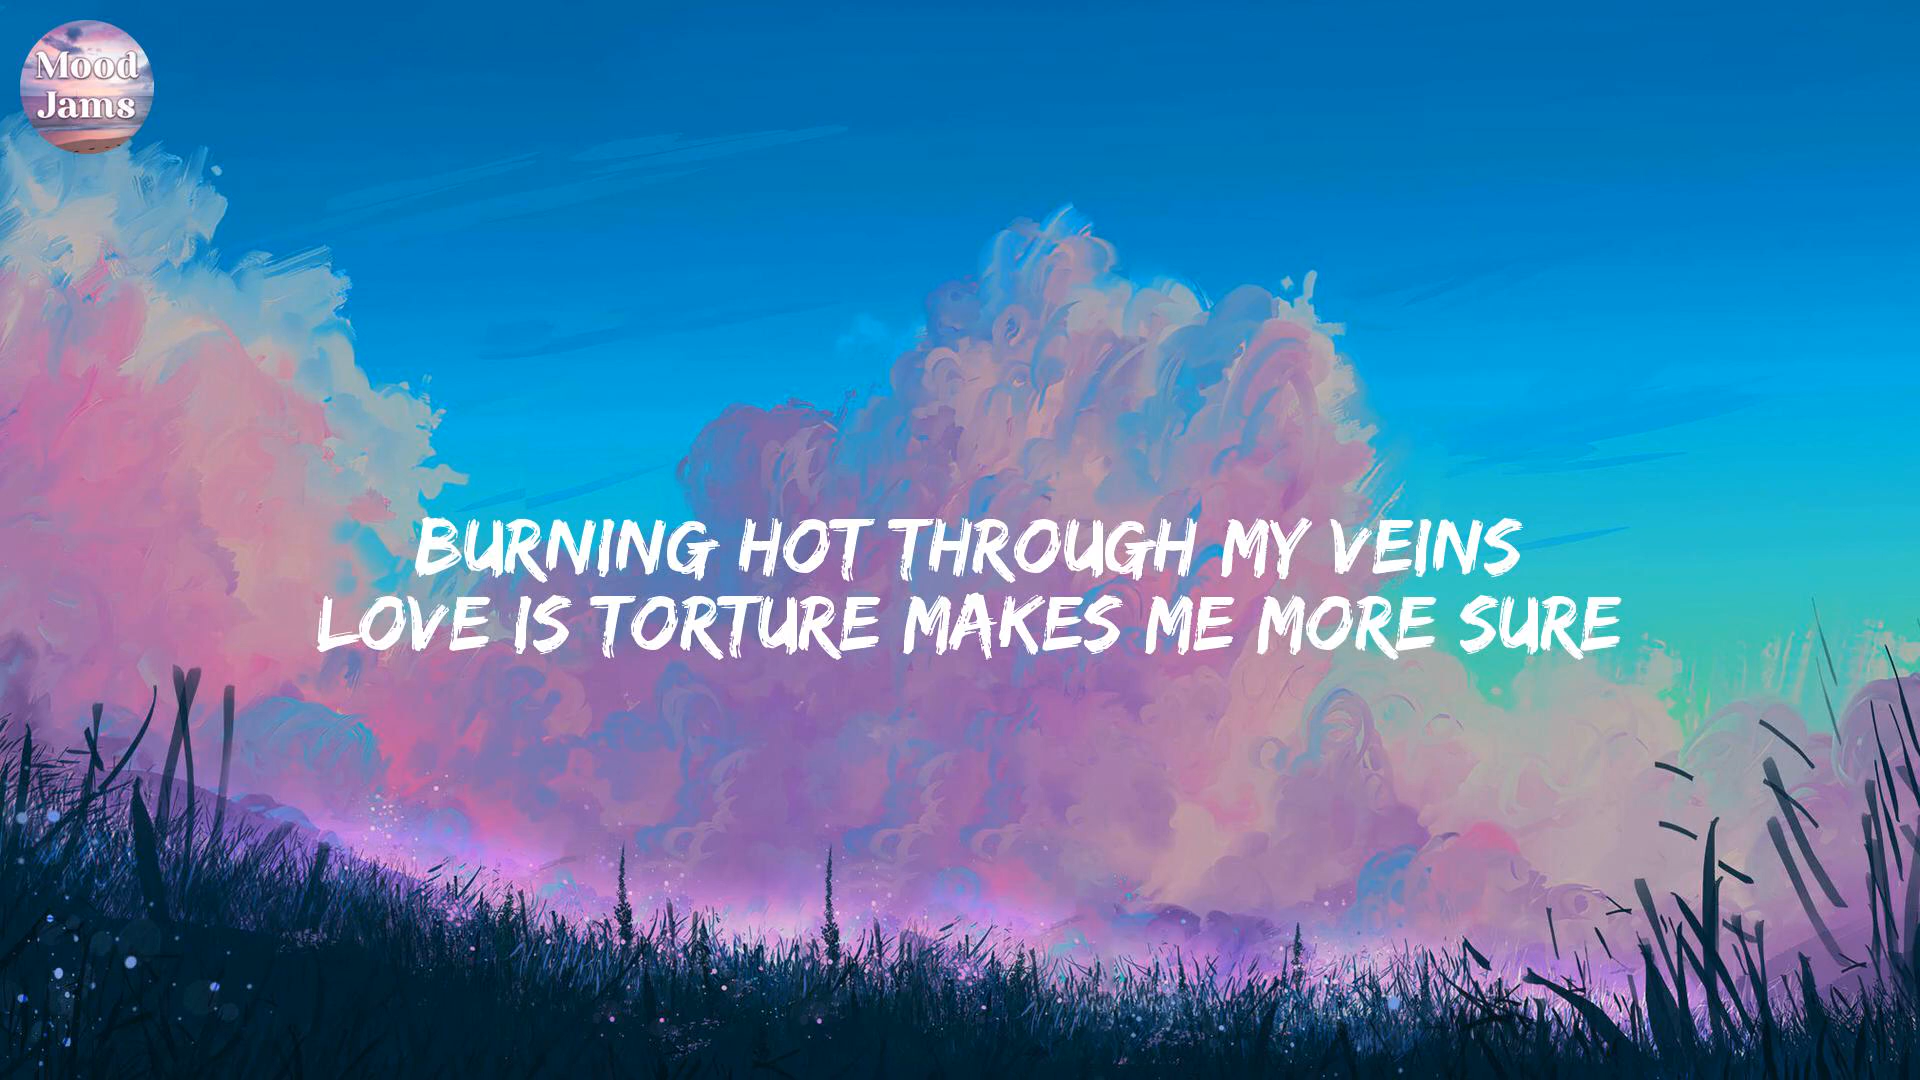 Mood
Jams
BURNING HOT THROUGH MY VEINS
LOVE IS TORTURE MAKES ME MORE SURE